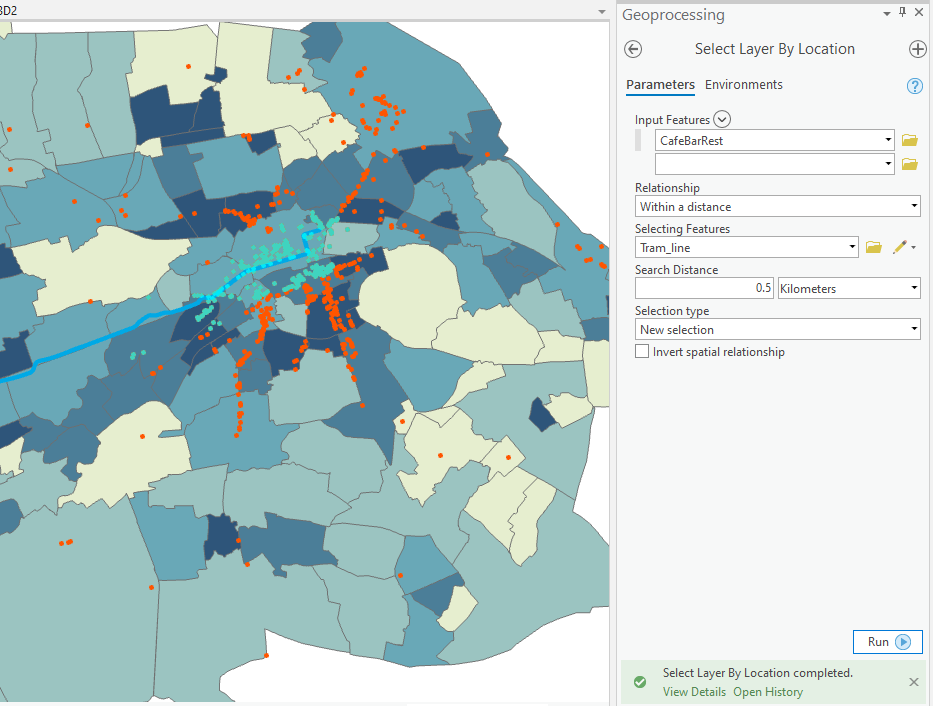 3D2
Geoprocessing
Select Layer By Location
Parameters Environments
?
Input Features
CafeBarRest
Relationship
Within a distance
Selecting Features
Tram_line
Search Distance
0.5 Kilometers
Selection type
New selection
Invert spatial relationship
Run
Select Layer By Location completed.
View Details Open History